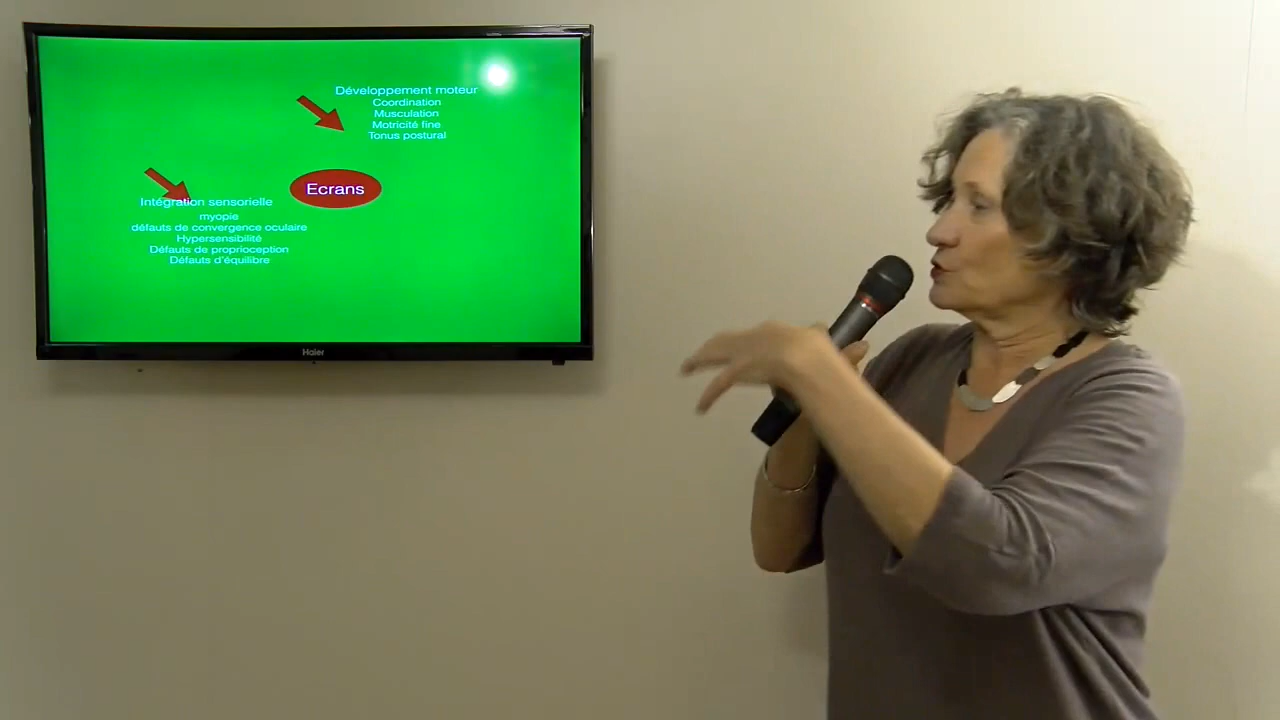 Développement moteur
Coordination
Musculation
Motricité fine
Tonus postural
Ecrans
Intégration sensorielle
myopie
défauts de convergence oculaire
Hypersensibilité
Défauts de proprioception
Défauts d'équilibre
Haier